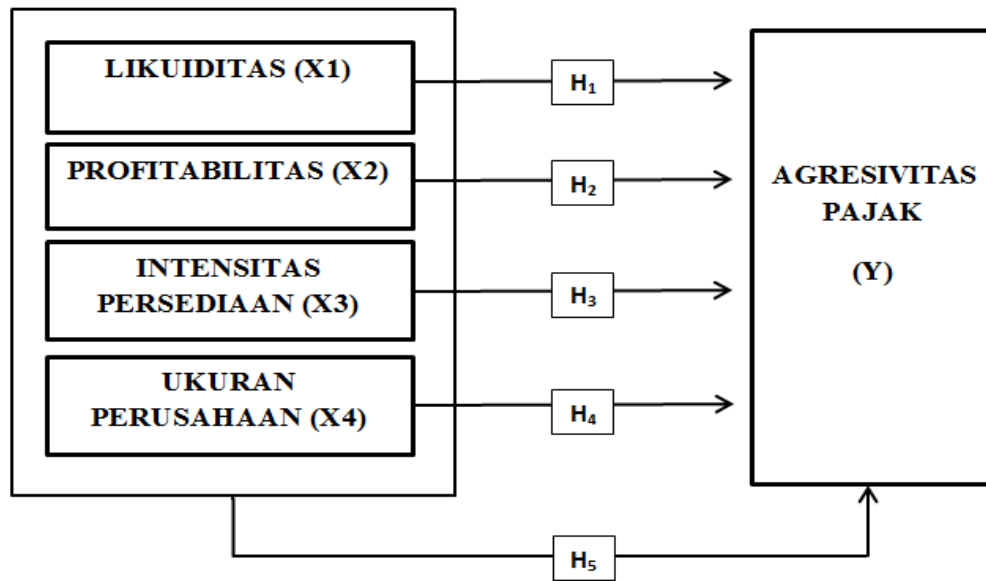 LIKUIDITAS (X1)
H₁
PROFITABILITAS (X2)
H₂
INTENSITAS
PERSEDIAAN (X3)
H₃
UKURAN
PERUSAHAAN (X4)
H₄
AGRESIVITAS
PAJAK
(Y)
H₅